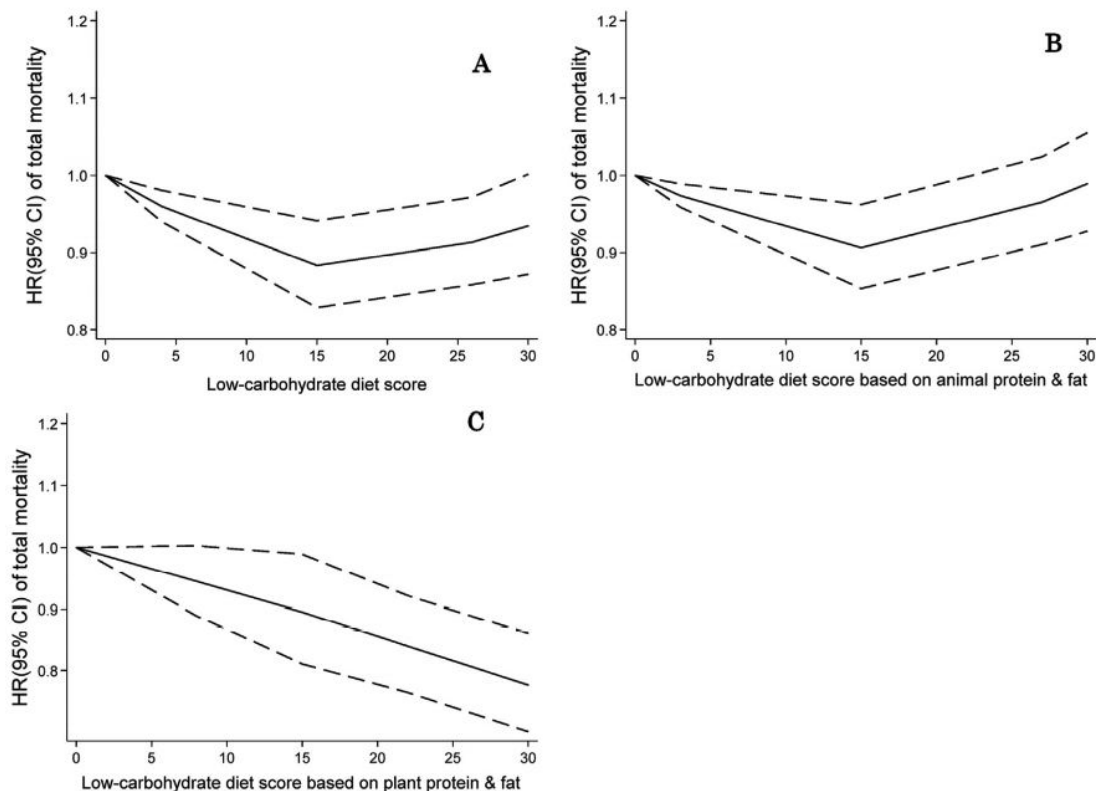 A
HR(95% CI) of total mortality
1.2
1.1
1.0
0.9
0.8
0 5 10 15 20 25 30
Low-carbohydrate diet score
B
HR(95% CI) of total mortality
1.2
1.1
1.0
0.9
0.8
0 5 10 15 20 25 30
Low-carbohydrate diet score based on animal protein & fat
C
HR(95% CI) of total mortality
1.2
1.1
1.0
0.9
0.8
0 5 10 15 20 25 30
Low-carbohydrate diet score based on plant protein & fat